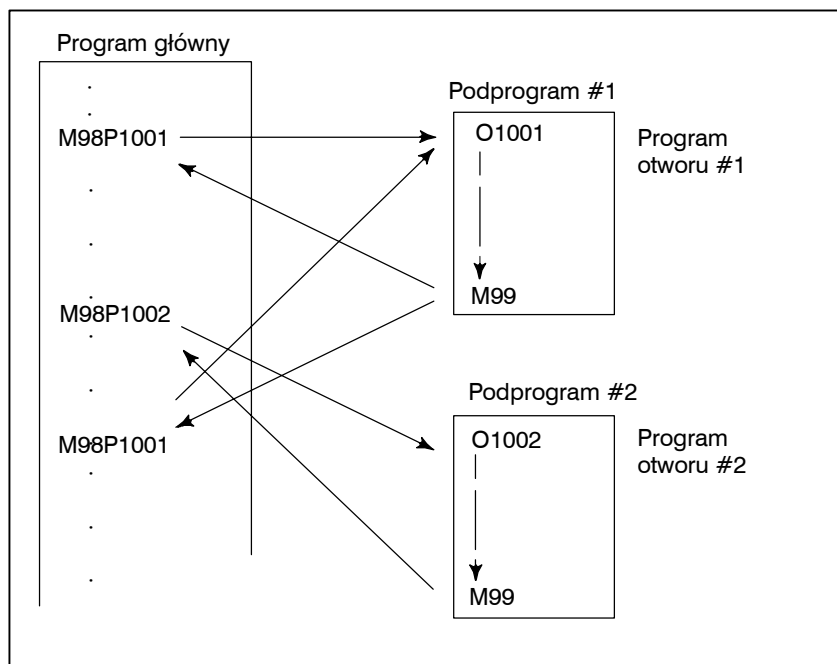 Program główny
M98P1001
M98P1002
M98P1001
Podprogram #1
O1001
M99
Program
otworu #1
Podprogram #2
O1002
M99
Program
otworu #2